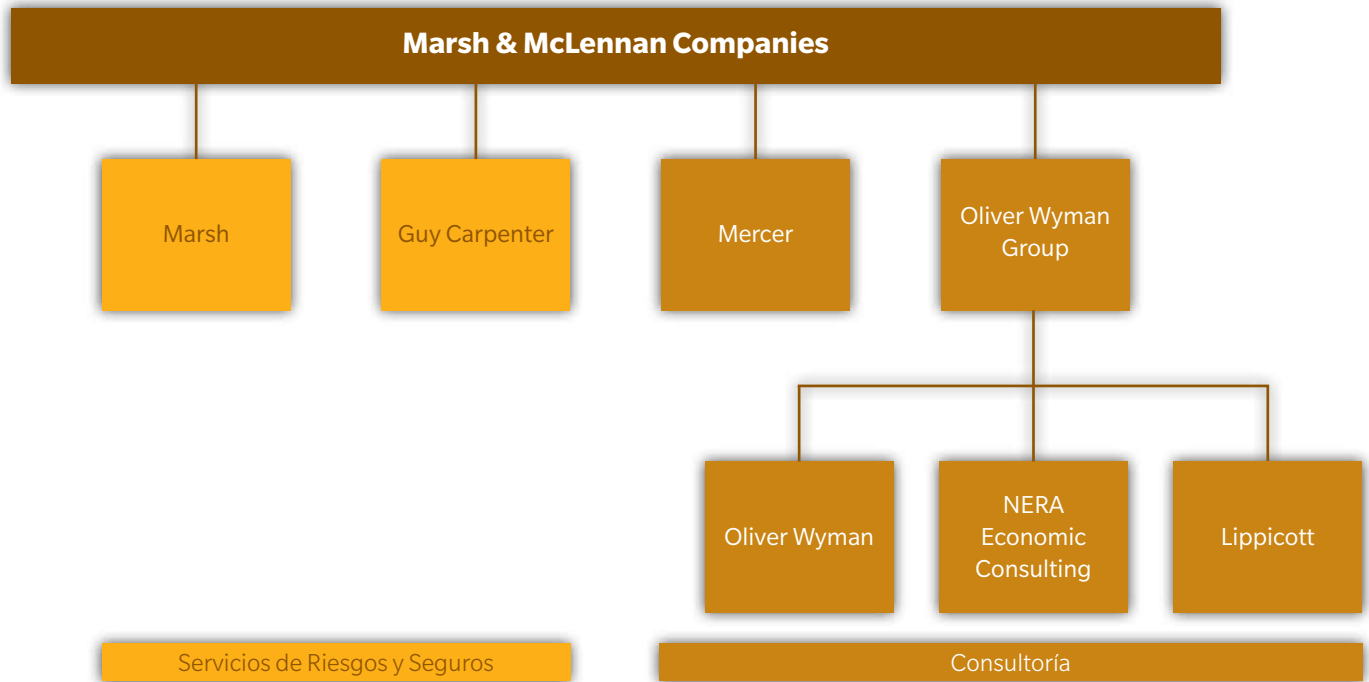 Marsh & McLennan Companies
Marsh
Guy Carpenter
Mercer
Oliver Wyman
Group
Oliver Wyman
NERA
Economic
Consulting
Lippicott
Servicios de Riesgos y Seguros
Consultoría